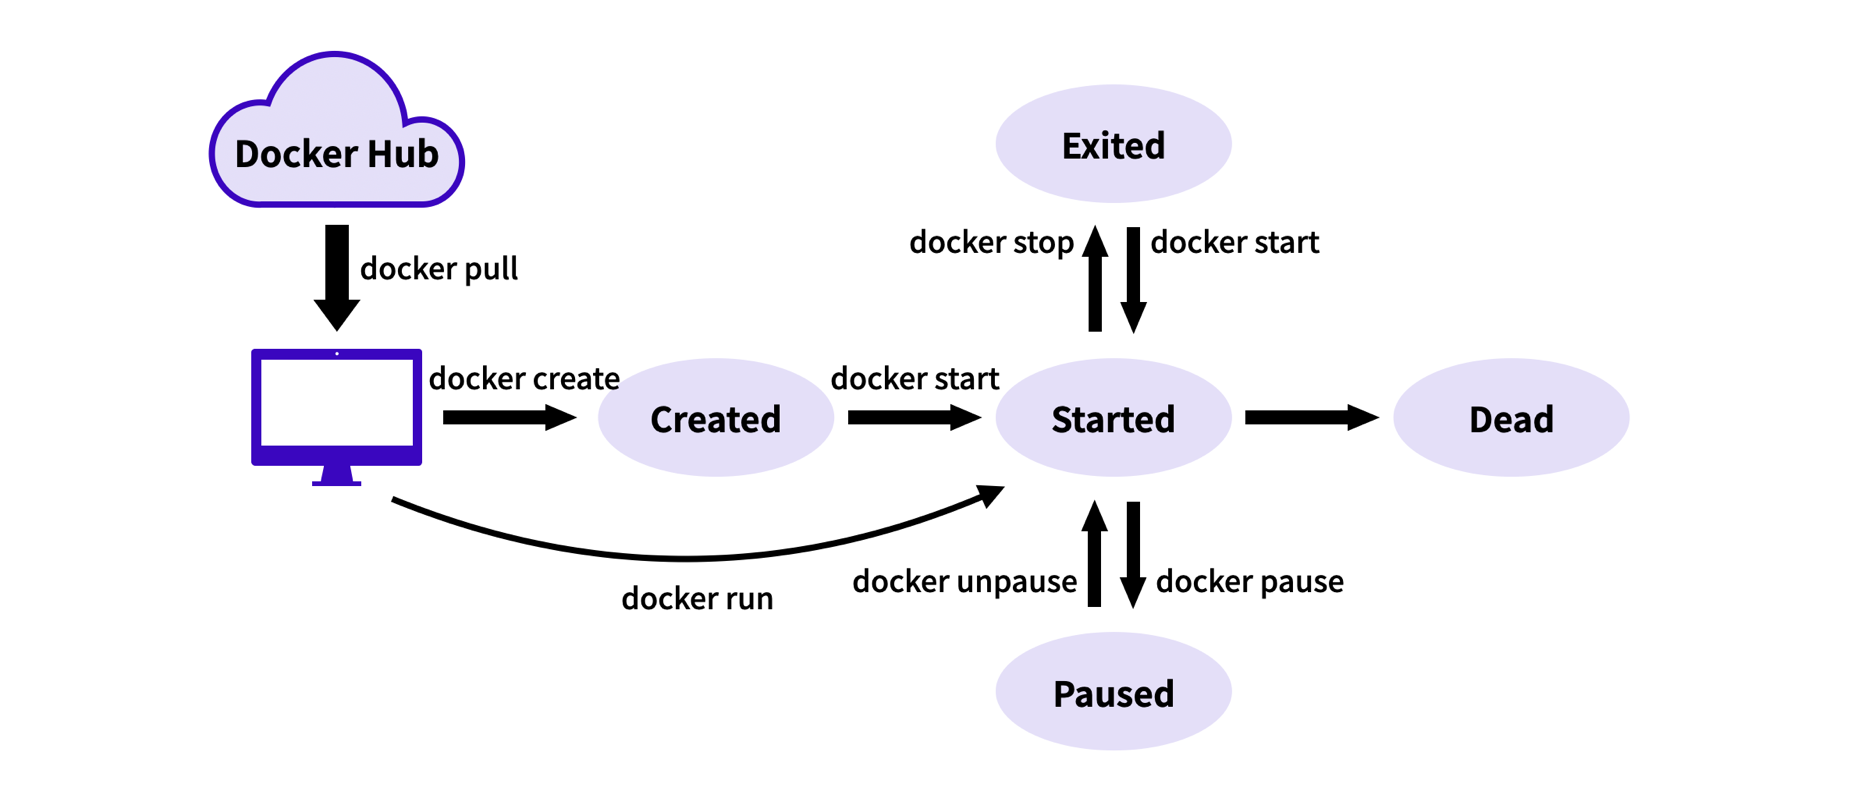 Docker Hub
docker pull
docker create
Created
docker start
Started
Dead
Exited
docker stop
docker start
docker unpause
docker pause
docker run
Paused